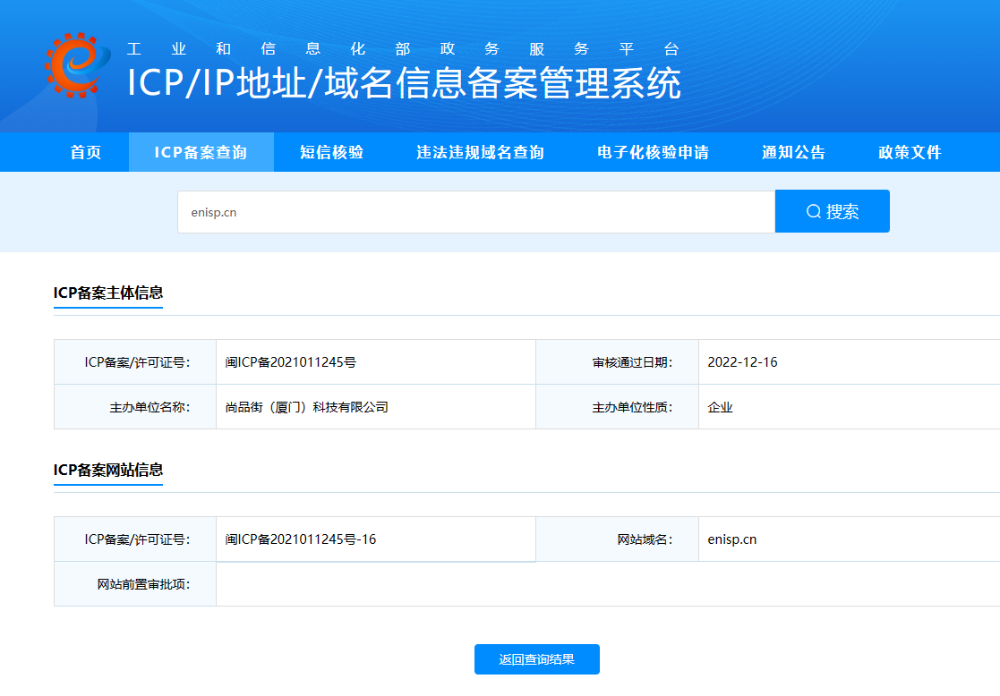 工业和信息化部政务服务平台
ICP/IP地址/域名信息备案管理系统
首页 ICP备案查询 短信核验 违法违规域名查询 电子化核验申请 通知公告 政策文件
enisp.cn 搜索
ICP备案主体信息
ICP备案/许可证号： 闽ICP备2021011245号 审核通过日期： 2022-12-16
主办单位名称： 尚品街（厦门）科技有限公司 主办单位性质： 企业
ICP备案网站信息
ICP备案/许可证号： 闽ICP备2021011245号-16 网站域名： enisp.cn
网站前置审批项：
返回查询结果